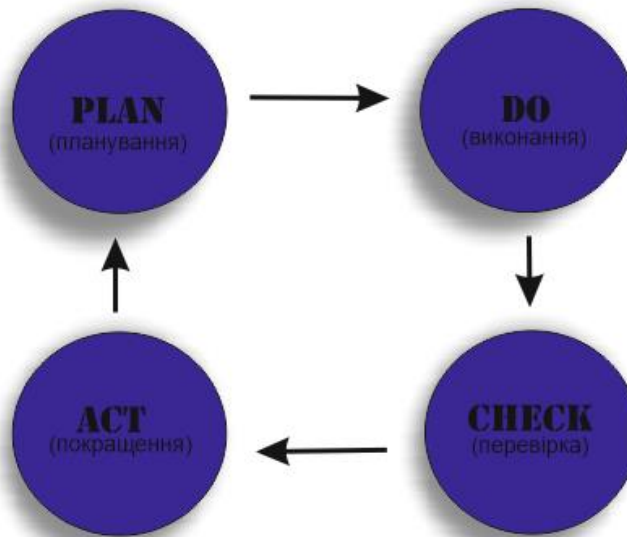 PLAN
(планування)
DO
(виконання)
CHECK
(перевірка)
ACT
(покращення)